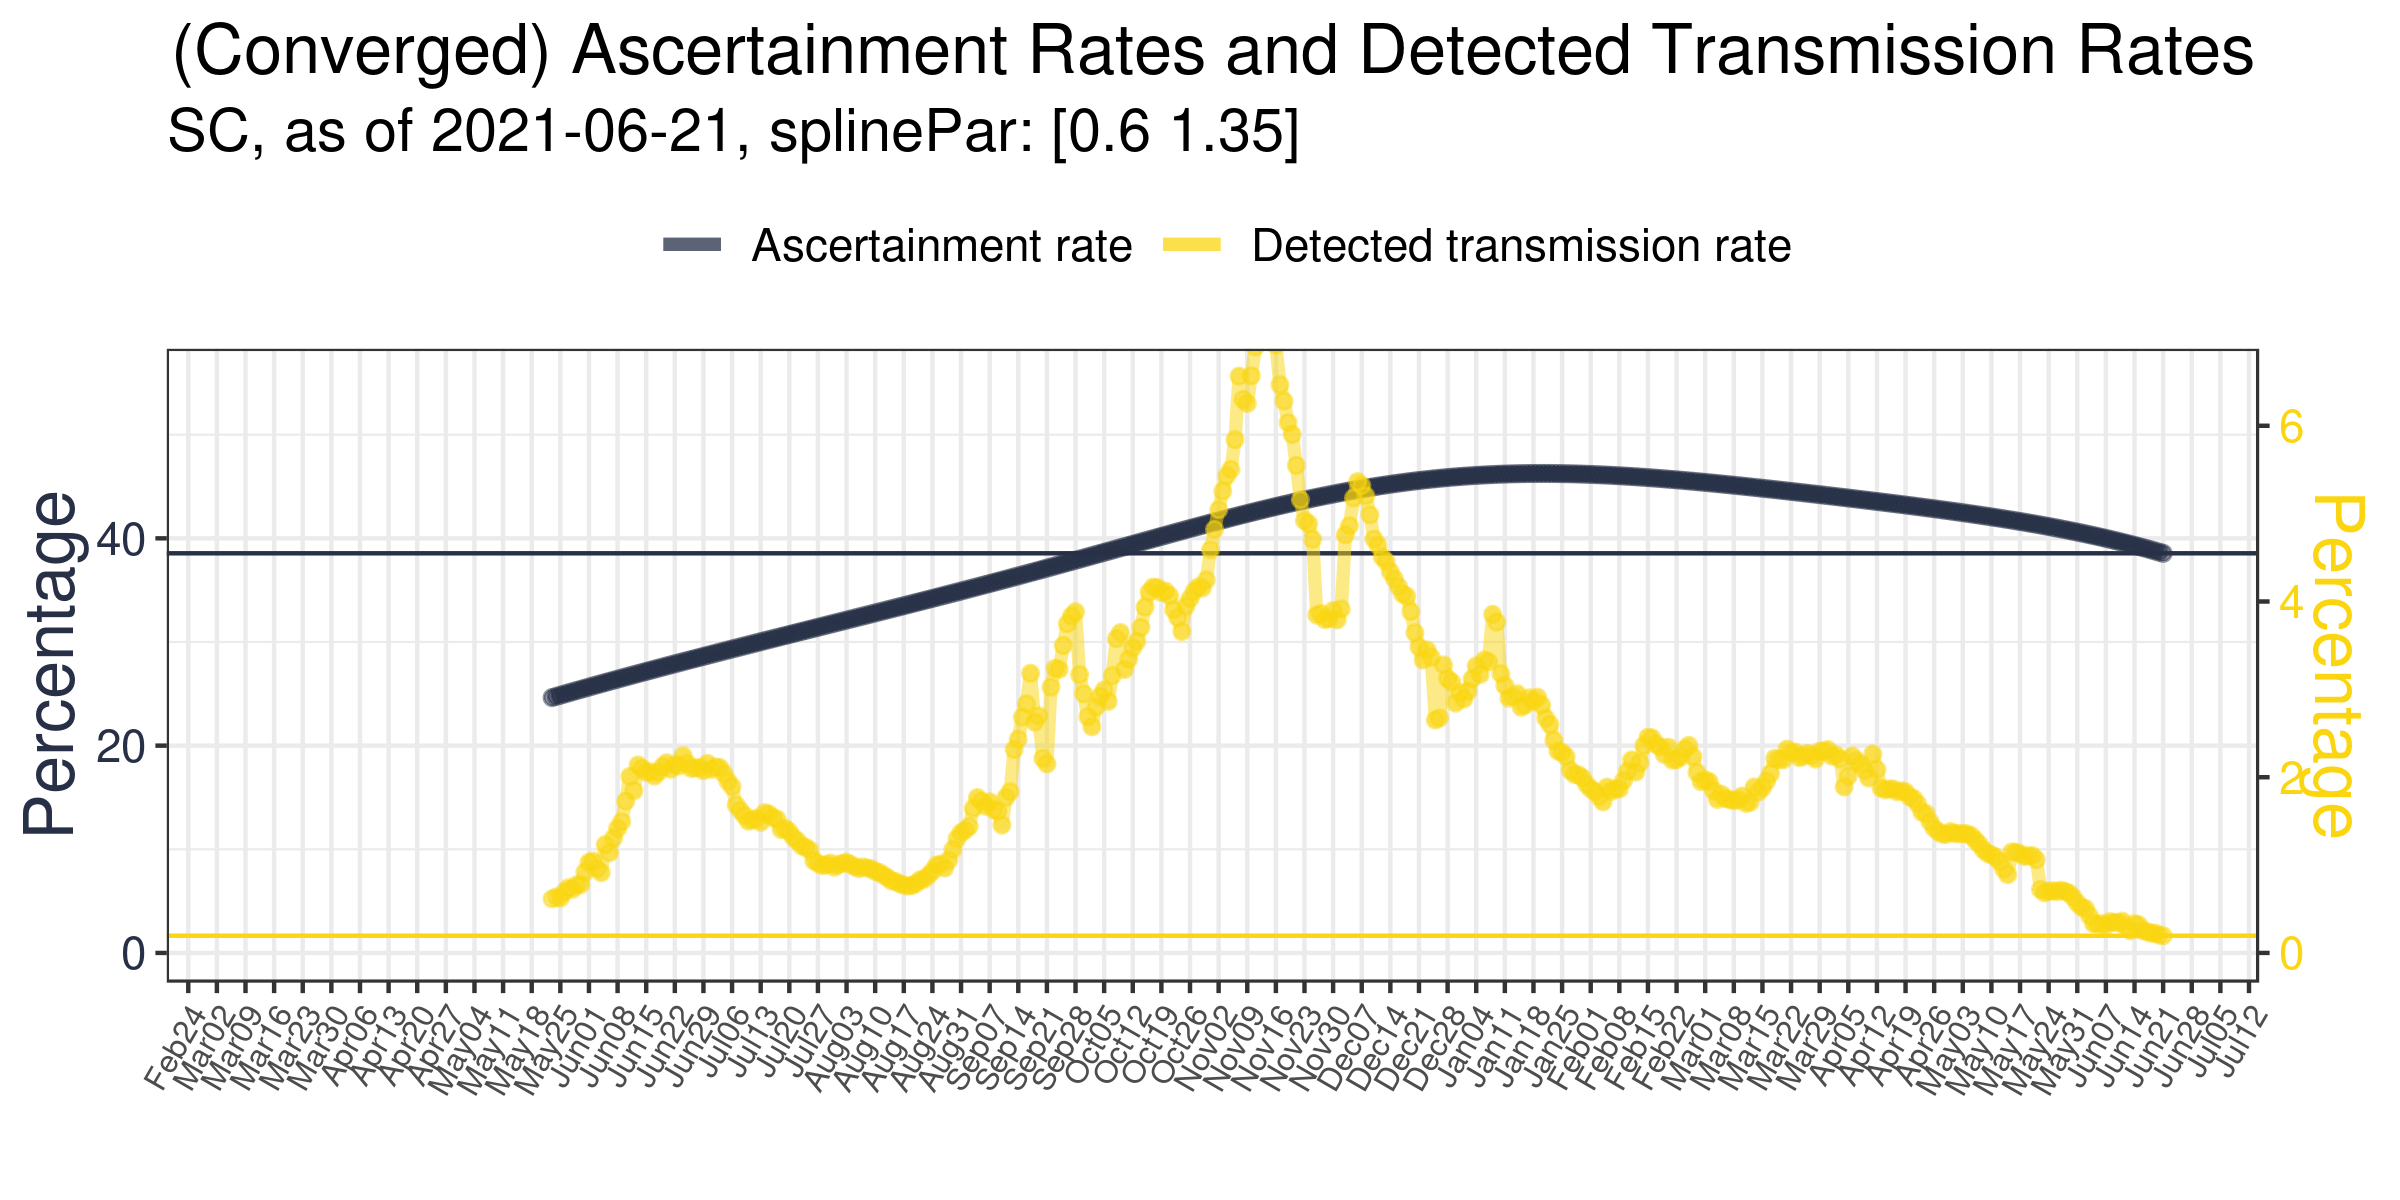 (Converged) Ascertainment Rates and Detected Transmission Rates
SC, as of 2021-06-21, splinePar: [0.6 1.35]
Ascertainment rate
Detected transmission rate
Percentage
40
20
0
6
4
2
0
Percentage
Feb24
Mar02
Mar09
Mar16
Mar23
Mar30
Apr06
Apr13
Apr20
Apr27
May04
May11
May18
May25
Jun01
Jun08
Jun15
Jun22
Jun29
Jul06
Jul13
Jul20
Jul27
Aug03
Aug10
Aug17
Aug24
Aug31
Sep07
Sep14
Sep21
Sep28
Oct05
Oct12
Oct19
Oct26
Nov02
Nov09
Nov16
Nov23
Nov30
Dec07
Dec14
Dec21
Dec28
Jan04
Jan11
Jan18
Jan25
Feb01
Feb08
Feb15
Feb22
Mar01
Mar08
Mar15
Mar22
Mar29
Apr05
Apr12
Apr19
Apr26
May03
May10
May17
May24
May31
Jun07
Jun14
Jun21
Jun28
Jul05
Jul12